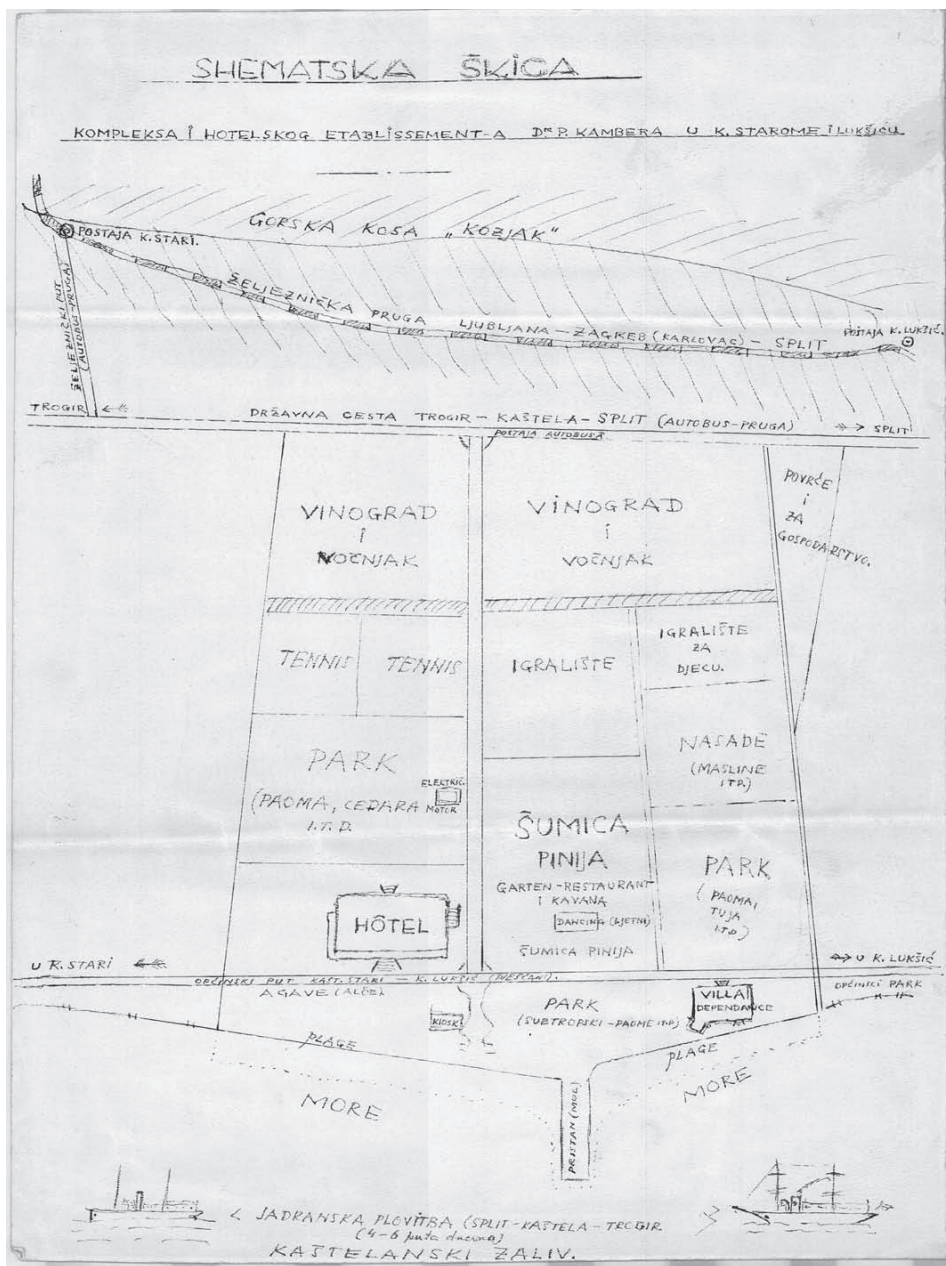 SHEMATSKA ŠKICA
KOMPLEKSA I HOTELSKOG ETABLISSEMENT-A DR P. KAMBERA U K. STAROME I LUKŠIĆU
GORSKA KOSA „KOZJAK“
POSTAJA K. ŠTARI.
ŽELJEZNIČKA PRUGA LJUBLJANA - ZAGREB (KARLOVAC) - SPLIT
POSTAJA K. LUKŠIĆ.
ŽELJEZNIČKI PUT
(AUTOBUS-PRUGA)
TROGIR
DRŽAVNA CESTA TROGIR - KAŠTELA - SPLIT (AUTOBUS-PRUGA)
SPLIT
POSTAJA AUTOBUSA
VINOGRAD
I
VOĆNJAK
VINOGRAD
I
VOĆNJAK
POVRĆE
I
ZA
GOSPODARSTVO.
TENNIS
TENNIS
IGRALIŠTE
IGRALIŠTE
ZA
DJECU.
PARK
(PAOMA, CEDARA
I.T.D.
ELECTRIC.
MOTOR
NASADE
(MASLINE
ITD.)
ŠUMICA
PINIJA
GARTEN-RESTAURANT
I KAVANA
DANCING (LJETNI)
ŠUMICA PINIJA
PARK
(PAOMA,
TUJA
ITD.)
HÔTEL
U K. STARI
U K. LUKŠIĆ
OPĆINSKI PUT KAŠT. STARI - K. LUKŠIĆ
AGAVE (ALOE)
OPĆINSKI PARK
KIOSK
PARK
(SUBTROPSKI-PAOME ITD)
VILLA
DEPENDANCE
PLAGE
PLAGE
MORE
MORE
PRISTAN (MOL)
< JADRANSKA PLOVITBA (SPLIT-KAŠTELA-TROGIR
(4-6 puta dnevno)
KAŠTELANSKI ZALIV.